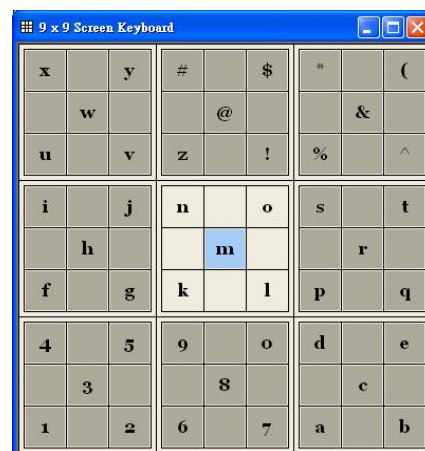 9 x 9 Screen Keyboard
x y # $ * (
w @ &
u v z ! % ^
i j n o s t
h m r
f g k l p q
4 5 9 0 d e
3 8 c
1 2 6 7 a b